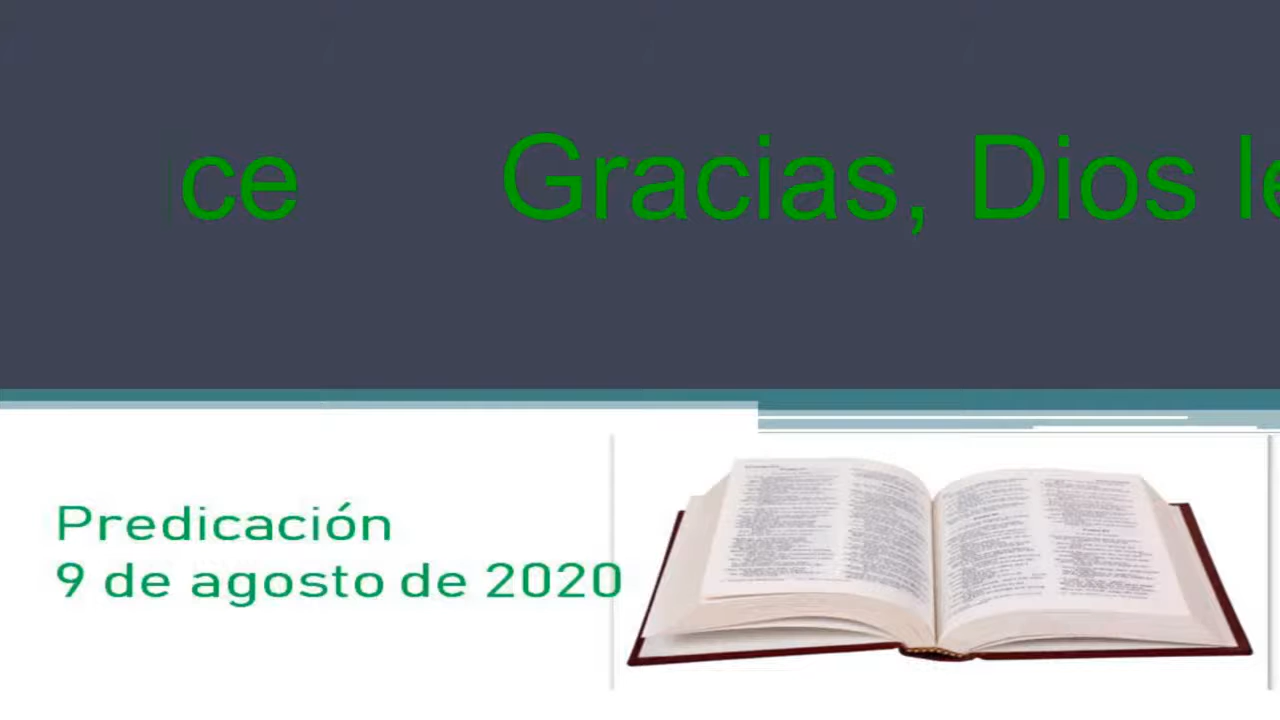 ce Gracias, Dios le
Predicación
9 de agosto de 2020